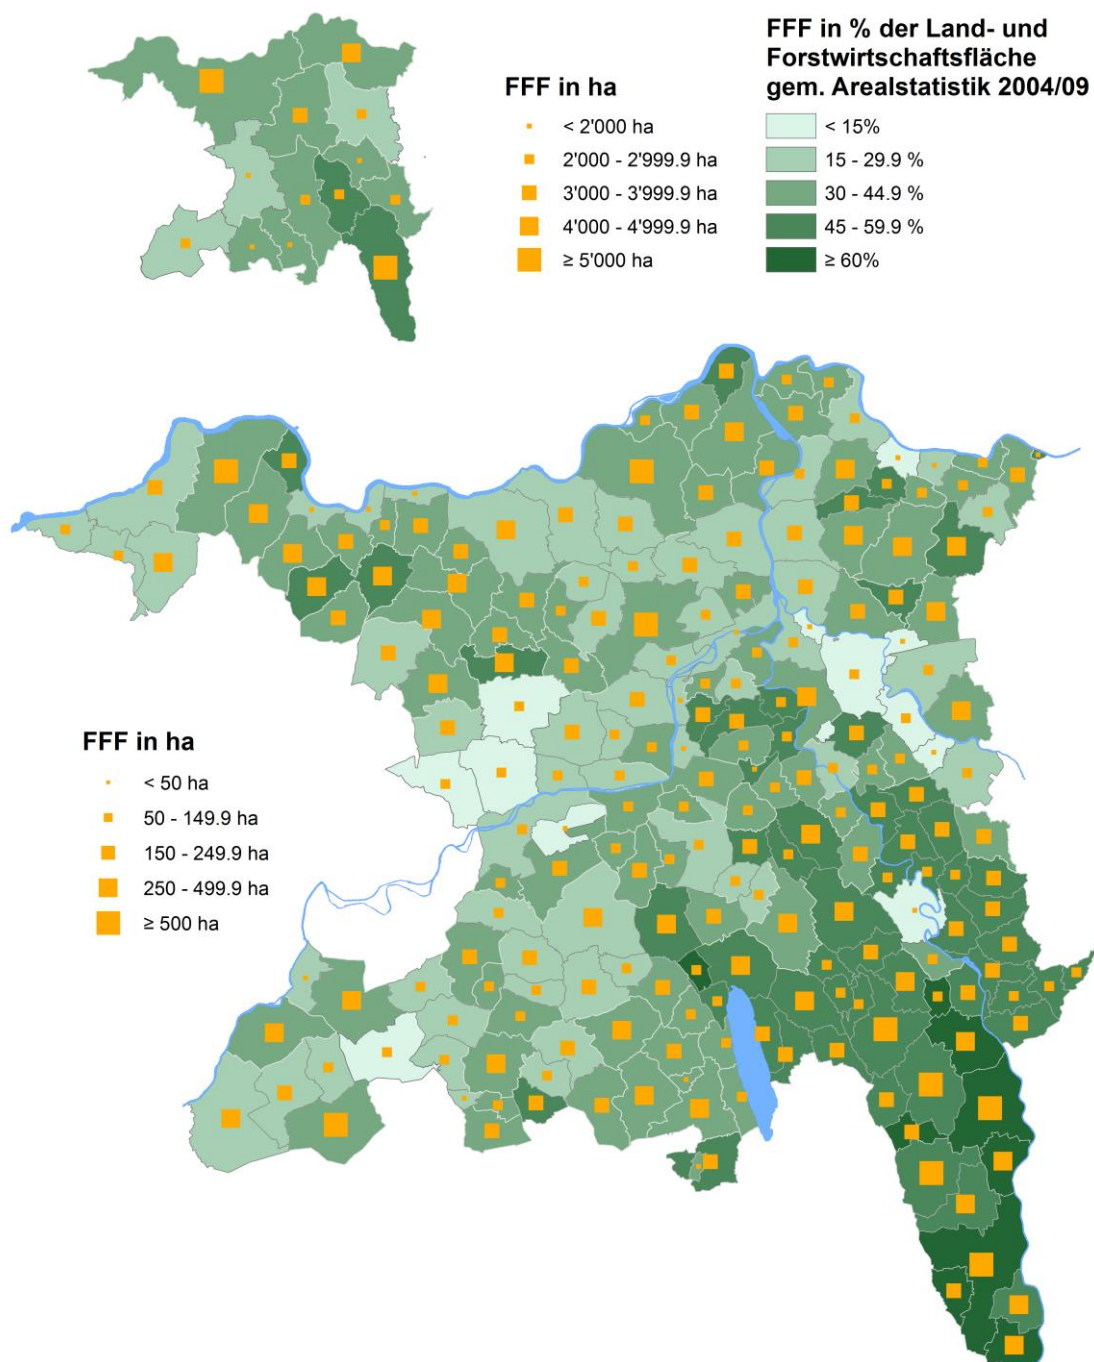 FFF in ha
< 2'000 ha
2'000 - 2'999.9 ha
3'000 - 3'999.9 ha
4'000 - 4'999.9 ha
≥ 5'000 ha
FFF in % der Land- und
Forstwirtschaftsfläche
gem. Arealstatistik 2004/09
< 15%
15 - 29.9 %
30 - 44.9 %
45 - 59.9 %
≥ 60%
FFF in ha
< 50 ha
50 - 149.9 ha
150 - 249.9 ha
250 - 499.9 ha
≥ 500 ha